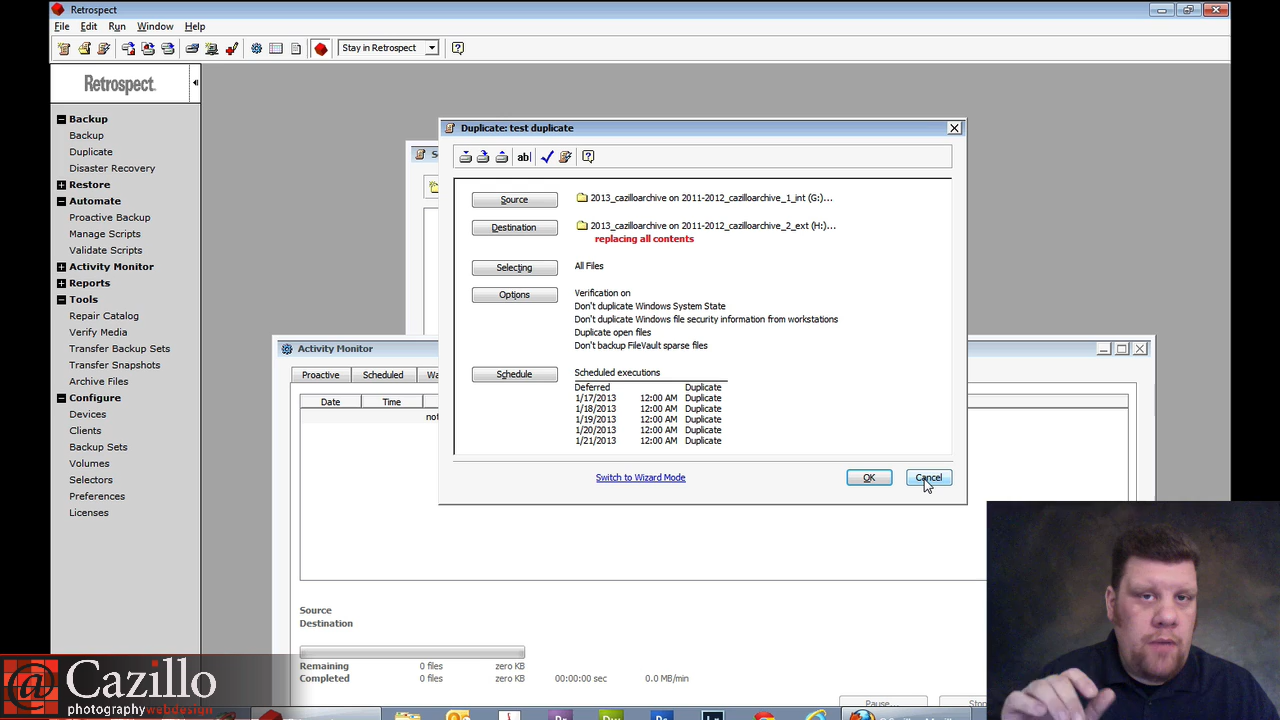 Retrospect
File Edit Run Window Help
Stay in Retrospect
Retrospect.
Backup
Backup
Duplicate
Disaster Recovery
Restore
Automate
Proactive Backup
Manage Scripts
Validate Scripts
Activity Monitor
Reports
Tools
Repair Catalog
Verify Media
Transfer Backup Sets
Transfer Snapshots
Archive Files
Configure
Devices
Clients
Backup Sets
Volumes
Selectors
Preferences
Licenses
Duplicate: test duplicate
ab|
Source 2013_cazilloarchive on 2011-2012_cazilloarchive_1_int (G:)...
Destination 2013_cazilloarchive on 2011-2012_cazilloarchive_2_ext (H:)...
replacing all contents
Selecting All Files
Options Verification on
Don't duplicate Windows System State
Don't duplicate Windows file security information from workstations
Duplicate open files
Don't backup FileVault sparse files
Schedule Scheduled executions
Deferred Duplicate
1/17/2013 12:00 AM Duplicate
1/18/2013 12:00 AM Duplicate
1/19/2013 12:00 AM Duplicate
1/20/2013 12:00 AM Duplicate
1/21/2013 12:00 AM Duplicate
Switch to Wizard Mode OK Cancel
Activity Monitor
Proactive Scheduled Wa
Date Time
not
Source
Destination
Remaining 0 files zero KB
Completed 0 files zero KB 00:00:00 sec 0.0 MB/min
Pause
@Cazillo
photographywebdesign